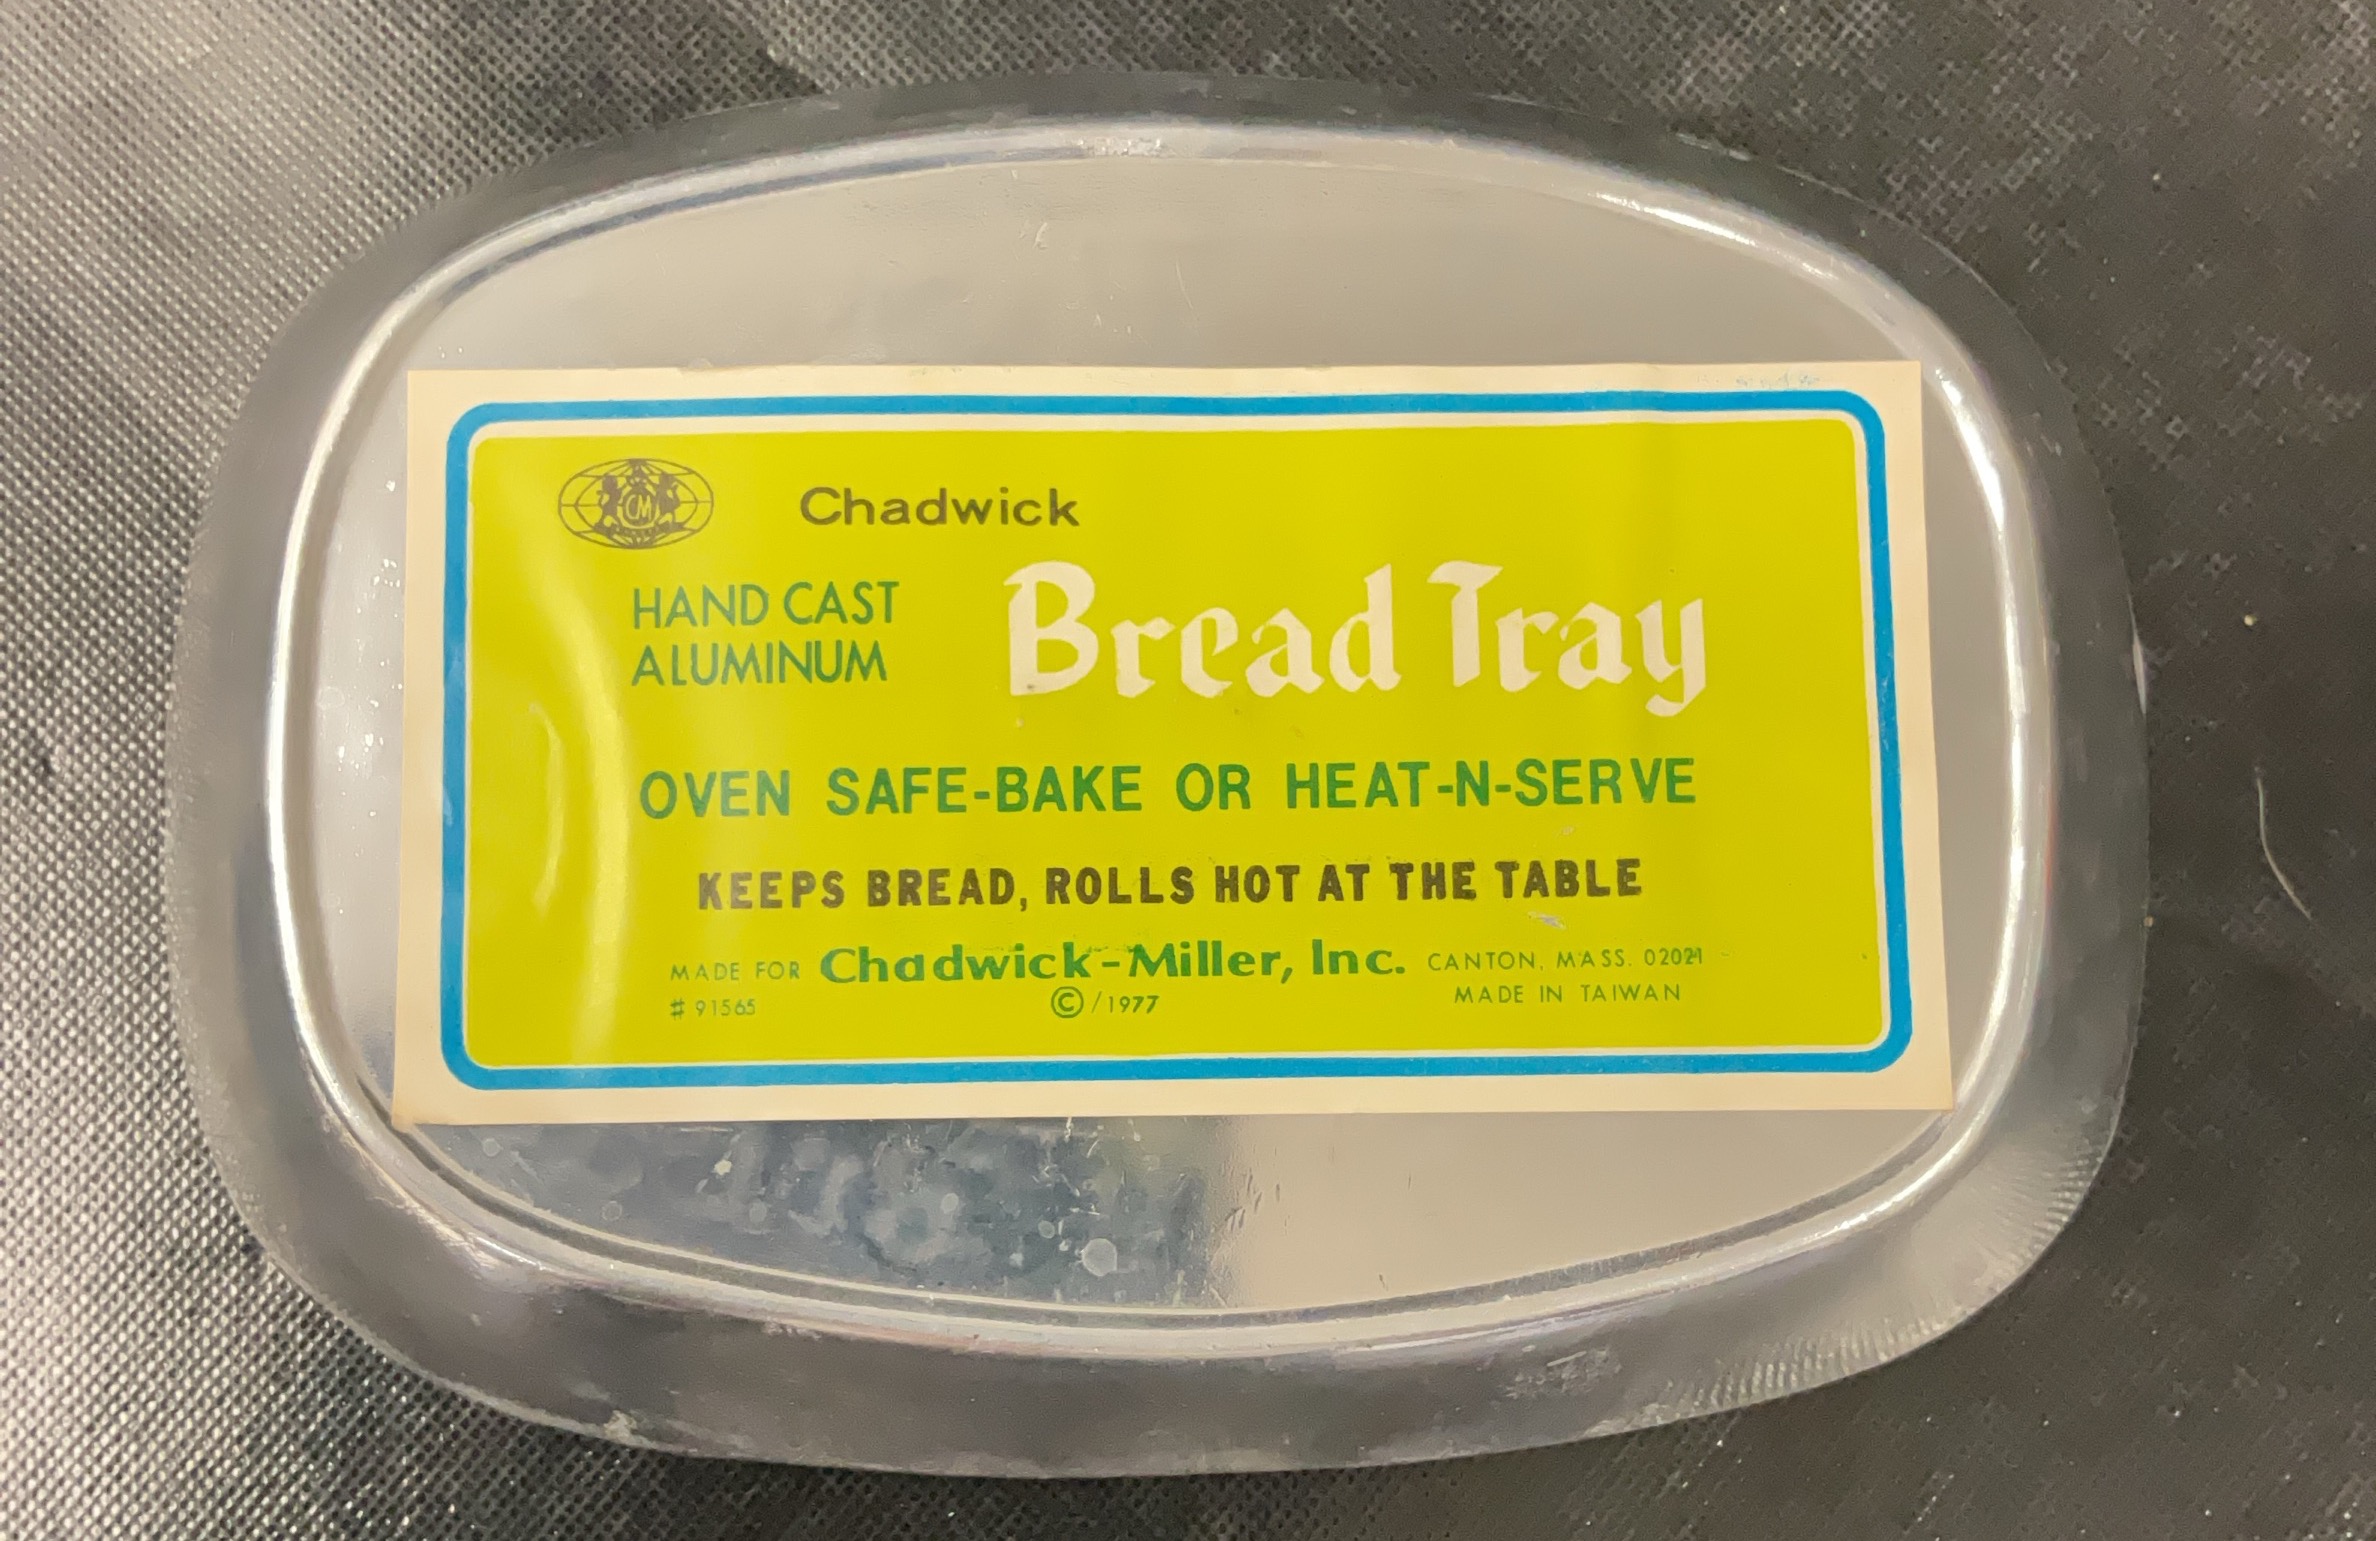 CM
Chadwick
HAND CAST
ALUMINUM
Bread Tray
OVEN SAFE-BAKE OR HEAT-N-SERVE
KEEPS BREAD, ROLLS HOT AT THE TABLE
MADE FOR Chadwick-Miller, Inc. CANTON, MASS. 02021
# 91565 ©/1977 MADE IN TAIWAN